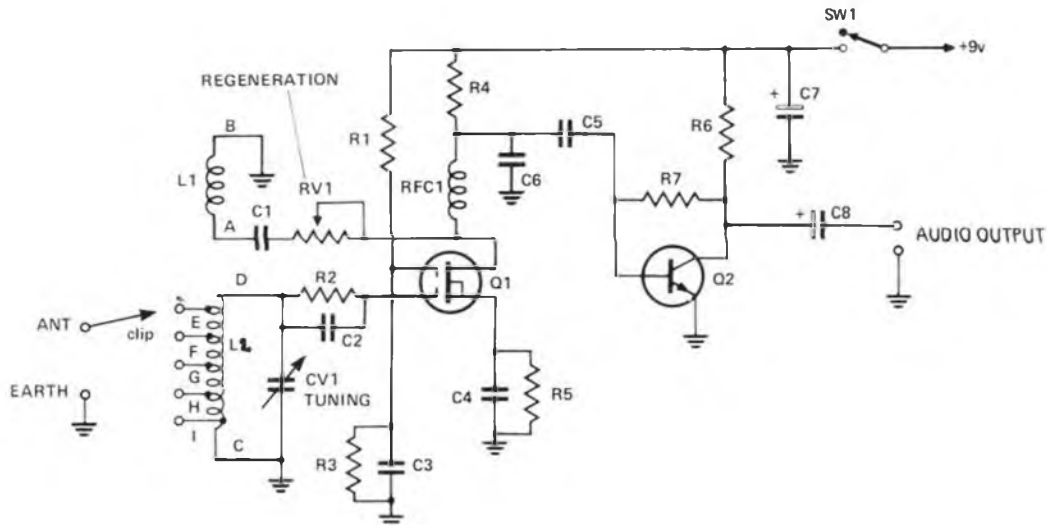 SW1
+9v
REGENERATION
R4
C7
+
R1
C5
R6
B
C6
R7
L1
RV1
RFC1
A
C1
+
C8
AUDIO OUTPUT
D
R2
Q1
Q2
ANT
clip
E
L2
C2
F
G
CV1
TUNING
C4
R5
EARTH
H
I
C
R3
C3